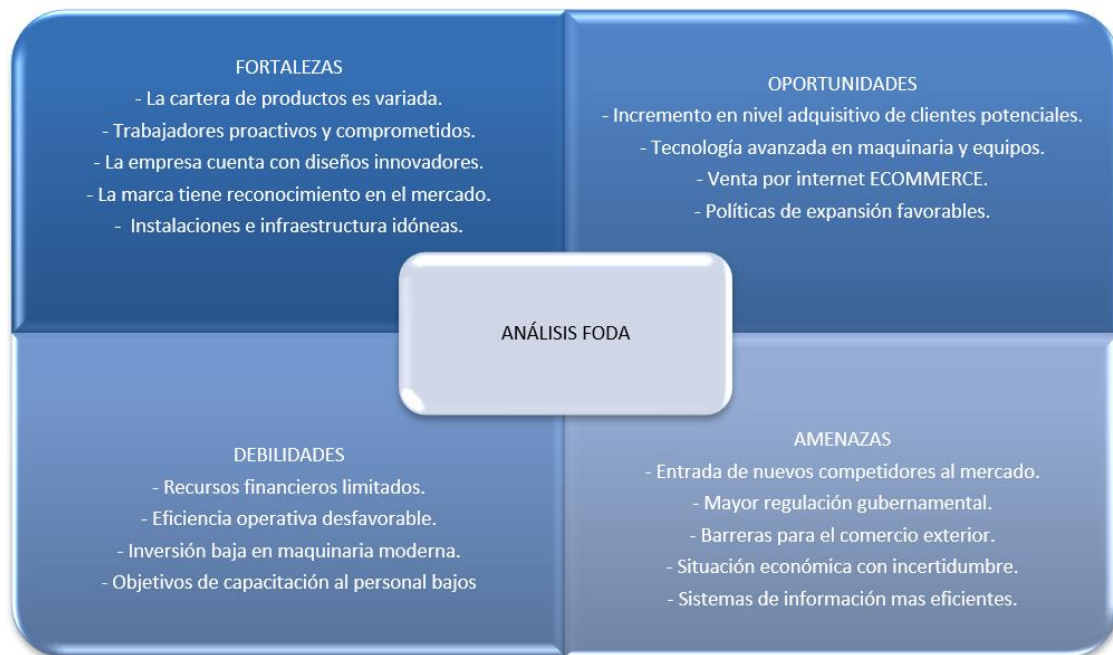 FORTALEZAS
- La cartera de productos es variada.
- Trabajadores proactivos y comprometidos.
- La empresa cuenta con diseños innovadores.
- La marca tiene reconocimiento en el mercado.
- Instalaciones e infraestructura idóneas.
OPORTUNIDADES
- Incremento en nivel adquisitivo de clientes potenciales.
- Tecnología avanzada en maquinaria y equipos.
- Venta por internet ECOMMERCE.
- Políticas de expansión favorables.
ANÁLISIS FODA
DEBILIDADES
- Recursos financieros limitados.
- Eficiencia operativa desfavorable.
- Inversión baja en maquinaria moderna.
- Objetivos de capacitación al personal bajos
AMENAZAS
- Entrada de nuevos competidores al mercado.
- Mayor regulación gubernamental.
- Barreras para el comercio exterior.
- Situación económica con incertidumbre.
- Sistemas de información mas eficientes.